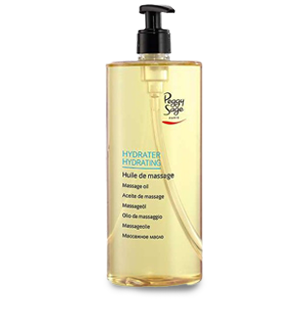 Peggy
Sage
PARIS
HYDRATER
HYDRATING
Huile de massage
Massage oil
Aceite de massage
Massageöl
Olio da massaggio
Massageolie
Массажное масло